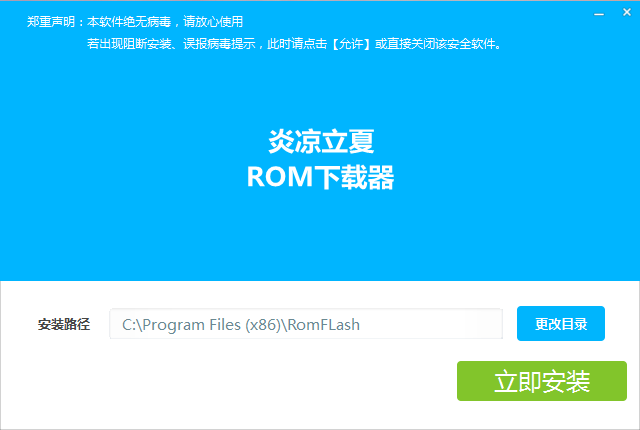 郑重声明：本软件绝无病毒，请放心使用
若出现阻断安装、误报病毒提示，此时请点击【允许】或直接关闭该安全软件。
炎凉立夏
ROM下载器
安装路径
C:\Program Files (x86)\RomFLash
更改目录
立即安装